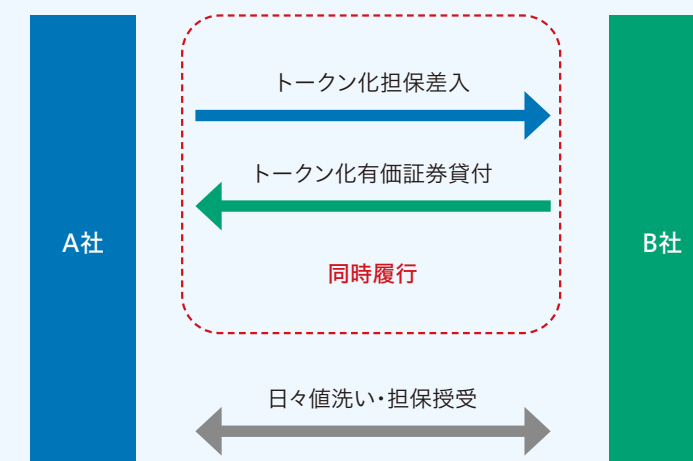 トークン化担保差入
トークン化有価証券貸付
A社
B社
同時履行
日々値洗い・担保授受